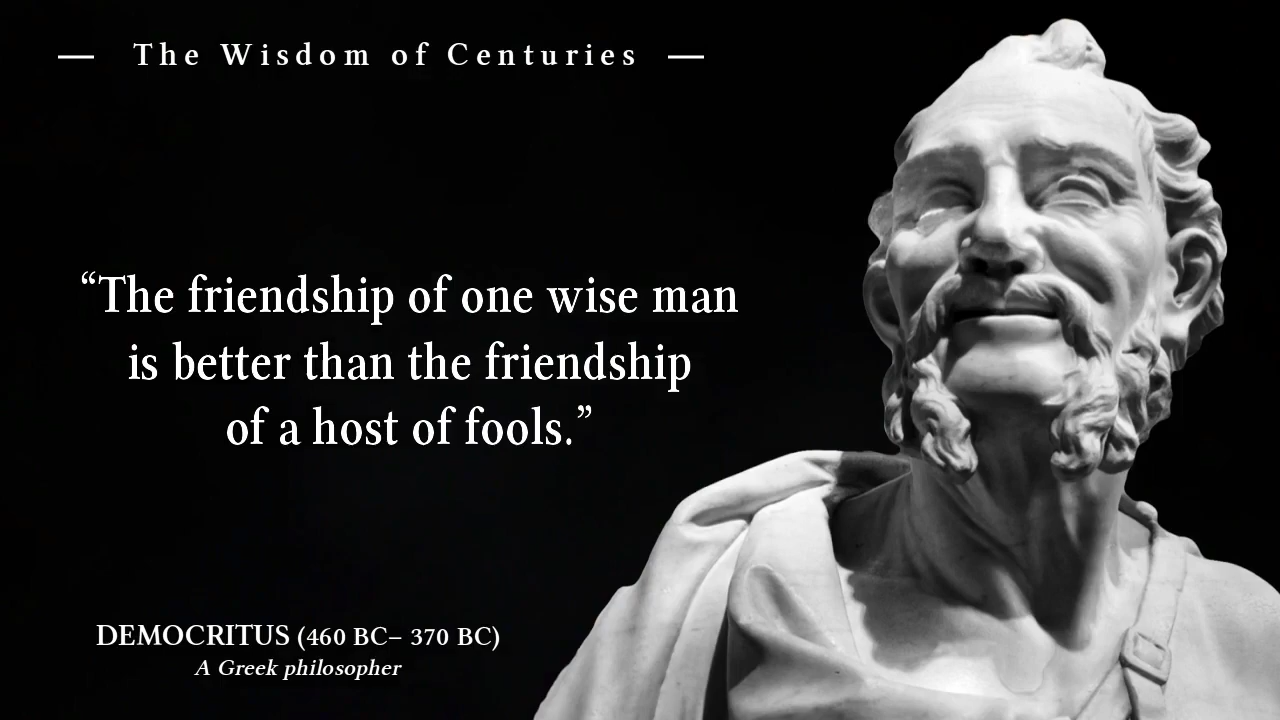 — The Wisdom of Centuries —
“The friendship of one wise man
is better than the friendship
of a host of fools.”
DEMOCRITUS (460 BC– 370 BC)
A Greek philosopher